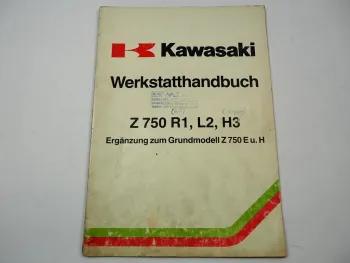 Kawasaki
Werkstatthandbuch
Z 750 R1, L2, H3
Ergänzung zum Grundmodell Z 750 E u. H